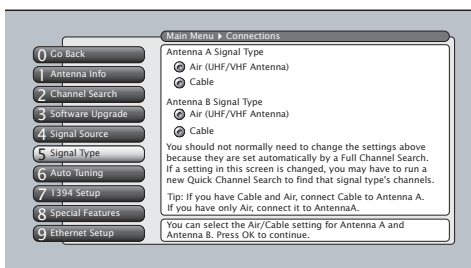 Main Menu ▸ Connections
0 Go Back
1 Antenna Info
2 Channel Search
3 Software Upgrade
4 Signal Source
5 Signal Type
6 Auto Tuning
7 1394 Setup
8 Special Features
9 Ethernet Setup
Antenna A Signal Type
Air (UHF/VHF Antenna)
Cable
Antenna B Signal Type
Air (UHF/VHF Antenna)
Cable
You should not normally need to change the settings above
because they are set automatically by a Full Channel Search.
If a setting in this screen is changed, you may have to run a
new Quick Channel Search to find that signal type's channels.
Tip: If you have Cable and Air, connect Cable to Antenna A.
If you have only Air, connect it to AntennaA.
You can select the Air/Cable setting for Antenna A and
Antenna B. Press OK to continue.